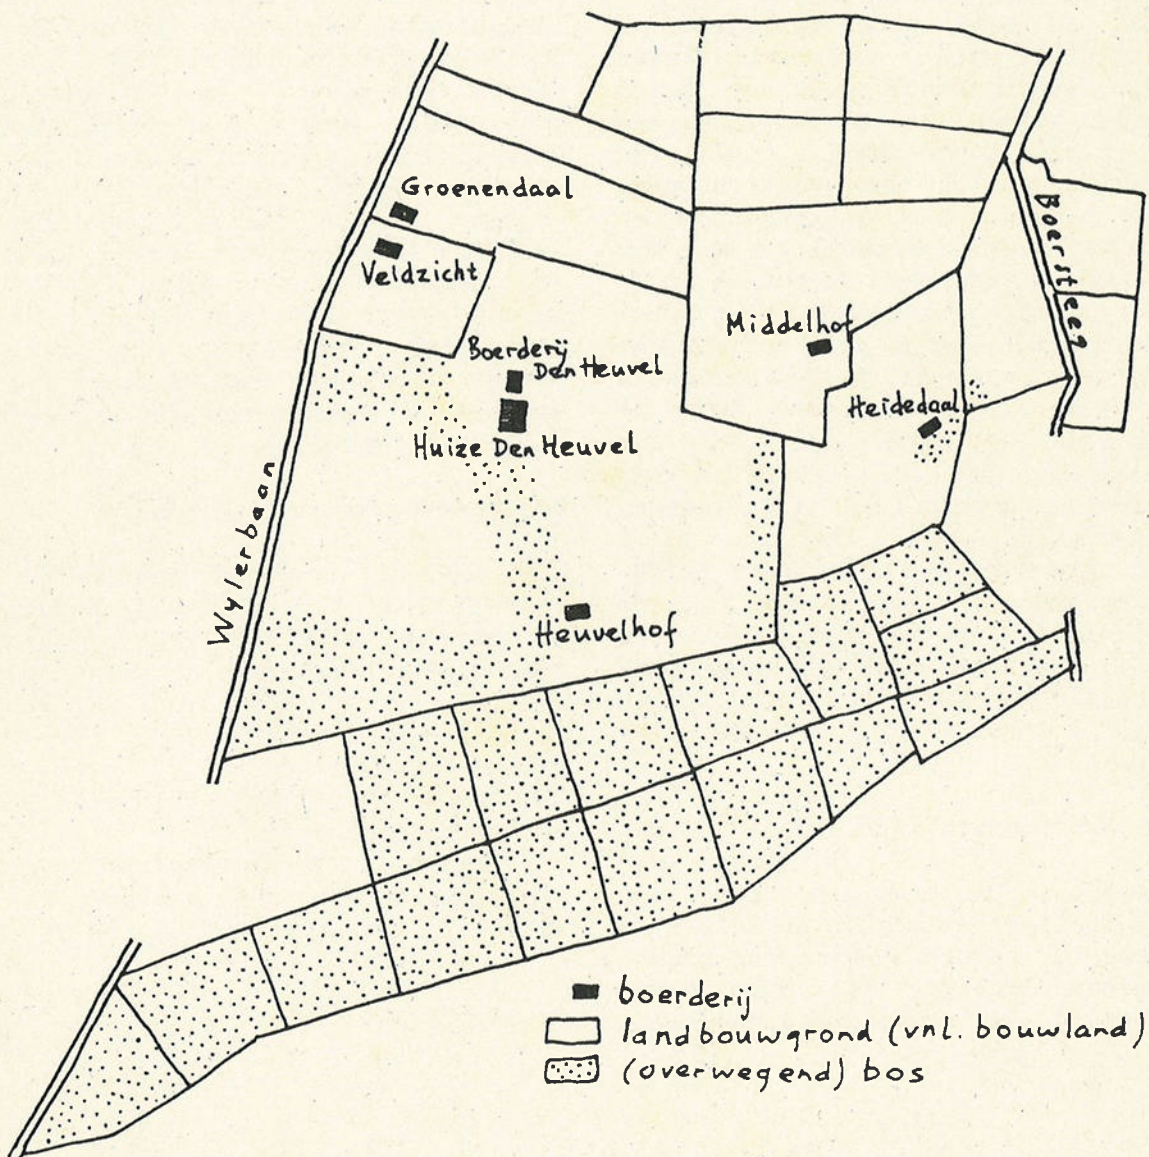 Groenendaal
Veldzicht
Boerderij
Den Heuvel
Huize Den Heuvel
Middelhof
Heidedaal
Boersteeg
Wylerbaan
Heuvelhof
boerderij
landbouwgrond (vnl. bouwland)
(overwegend) bos